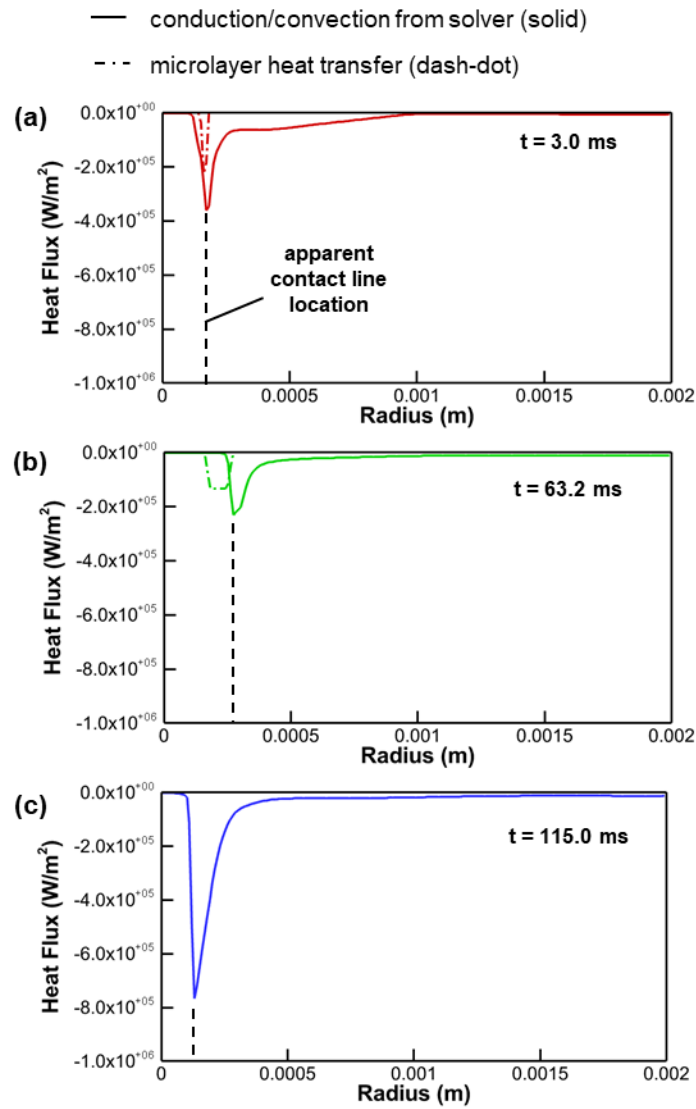 conduction/convection from solver (solid)
microlayer heat transfer (dash-dot)
(a)
0.0x10+00
-2.0x10+05
-4.0x10+05
-6.0x10+05
-8.0x10+05
-1.0x10+06
Heat Flux (W/m²)
t = 3.0 ms
apparent
contact line
location
0
0.0005
0.001
0.0015
0.002
Radius (m)
(b)
0.0x10+00
-2.0x10+05
-4.0x10+05
-6.0x10+05
-8.0x10+05
-1.0x10+06
Heat Flux (W/m²)
t = 63.2 ms
0
0.0005
0.001
0.0015
0.002
Radius (m)
(c)
0.0x10+00
-2.0x10+05
-4.0x10+05
-6.0x10+05
-8.0x10+05
-1.0x10+06
Heat Flux (W/m²)
t = 115.0 ms
0
0.0005
0.001
0.0015
0.002
Radius (m)